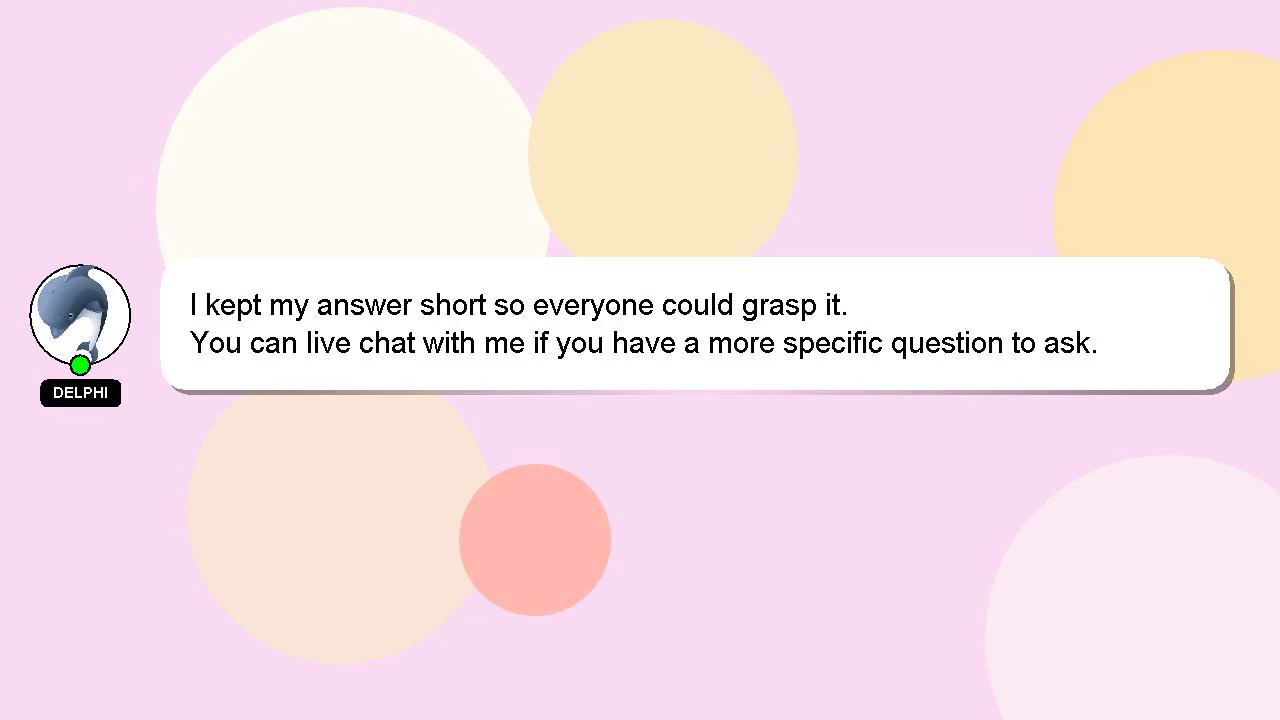 I kept my answer short so everyone could grasp it.
You can live chat with me if you have a more specific question to ask.
DELPHI